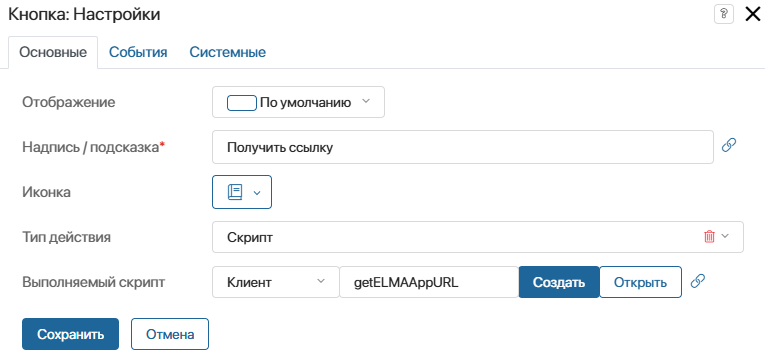 Кнопка: Настройки ?
Основные События Системные
Отображение По умолчанию
Надпись / подсказка* Получить ссылку
Иконка
Тип действия Скрипт
Выполняемый скрипт Клиент getELMAAppURL Создать Открыть
Сохранить Отмена